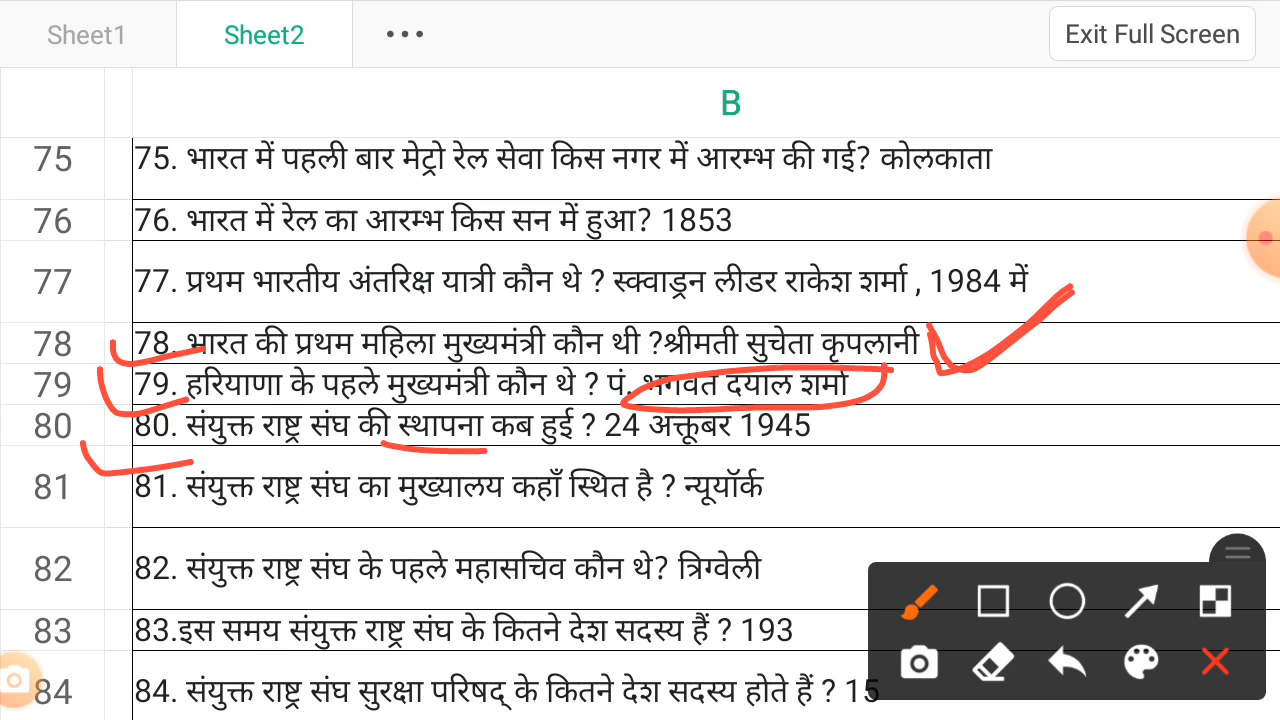 Sheet1 Sheet2 ••• Exit Full Screen
B
75 75. भारत में पहली बार मेट्रो रेल सेवा किस नगर में आरम्भ की गई? कोलकाता
76 76. भारत में रेल का आरम्भ किस सन में हुआ? 1853
77 77. प्रथम भारतीय अंतरिक्ष यात्री कौन थे ? स्क्वाड्रन लीडर राकेश शर्मा , 1984 में
78 78. भारत की प्रथम महिला मुख्यमंत्री कौन थी ?श्रीमती सुचेता कृपलानी
79 79. हरियाणा के पहले मुख्यमंत्री कौन थे ? पं. भगवत दयाल शर्मा
80 80. संयुक्त राष्ट्र संघ की स्थापना कब हुई ? 24 अक्तूबर 1945
81 81. संयुक्त राष्ट्र संघ का मुख्यालय कहाँ स्थित है ? न्यूयॉर्क
82 82. संयुक्त राष्ट्र संघ के पहले महासचिव कौन थे? त्रिग्वेली
83 83.इस समय संयुक्त राष्ट्र संघ के कितने देश सदस्य हैं ? 193
84 84. संयुक्त राष्ट्र संघ सुरक्षा परिषद् के कितने देश सदस्य होते हैं ? 15